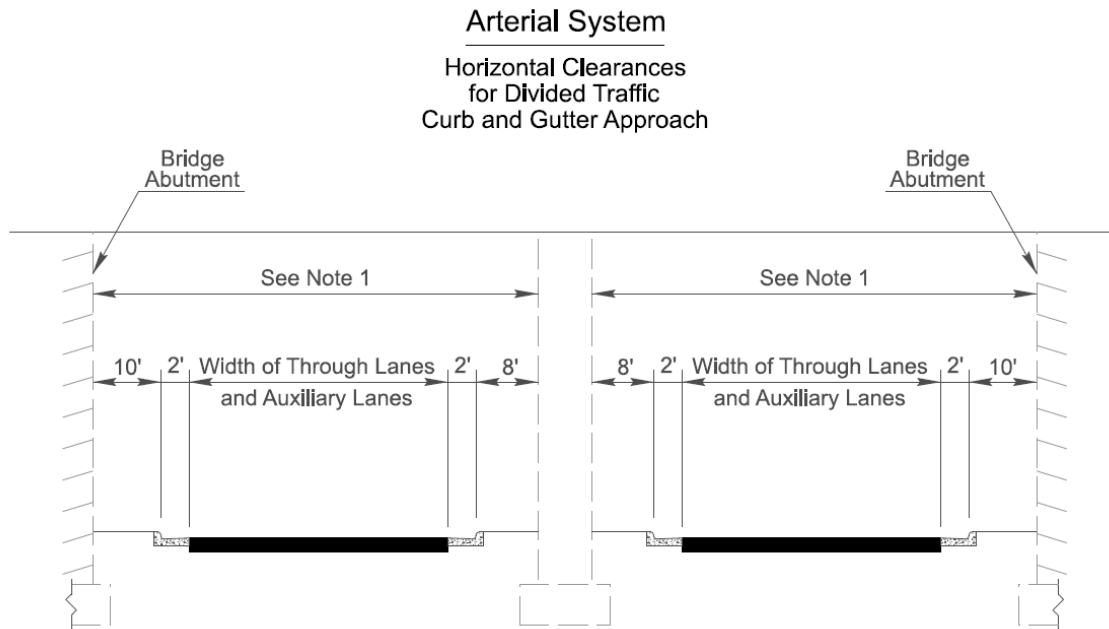 Arterial System
Horizontal Clearances
for Divided Traffic
Curb and Gutter Approach
Bridge
Abutment
Bridge
Abutment
See Note 1
See Note 1
10'
2'
Width of Through Lanes
and Auxiliary Lanes
2'
8'
8'
2'
Width of Through Lanes
and Auxiliary Lanes
2'
10'